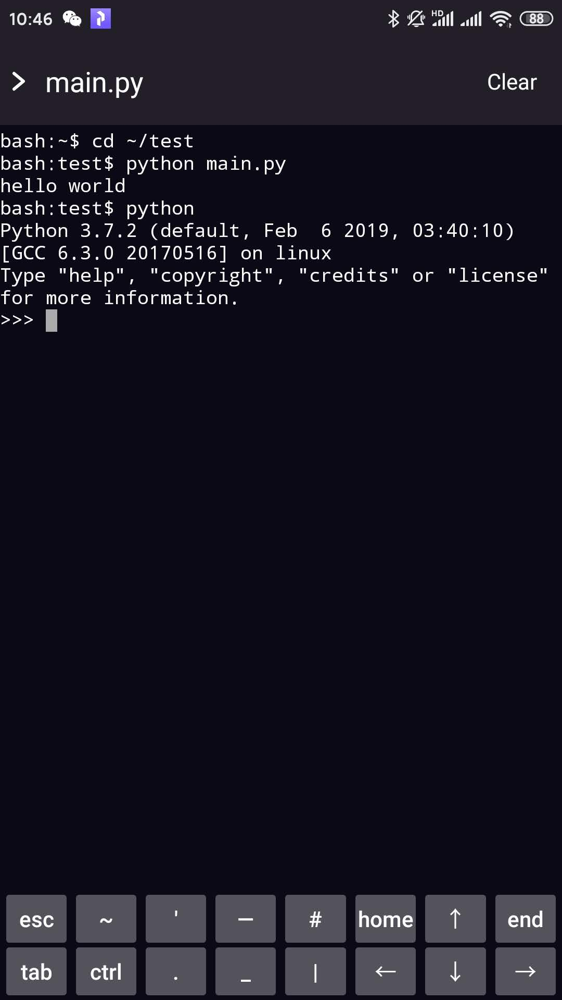 10:46 HD 88
main.py Clear
bash:~$ cd ~/test
bash:test$ python main.py
hello world
bash:test$ python
Python 3.7.2 (default, Feb  6 2019, 03:40:10)
[GCC 6.3.0 20170516] on linux
Type "help", "copyright", "credits" or "license"
for more information.
>>>
esc ~ ' — # home ↑ end
tab ctrl . _ | ← ↓ →